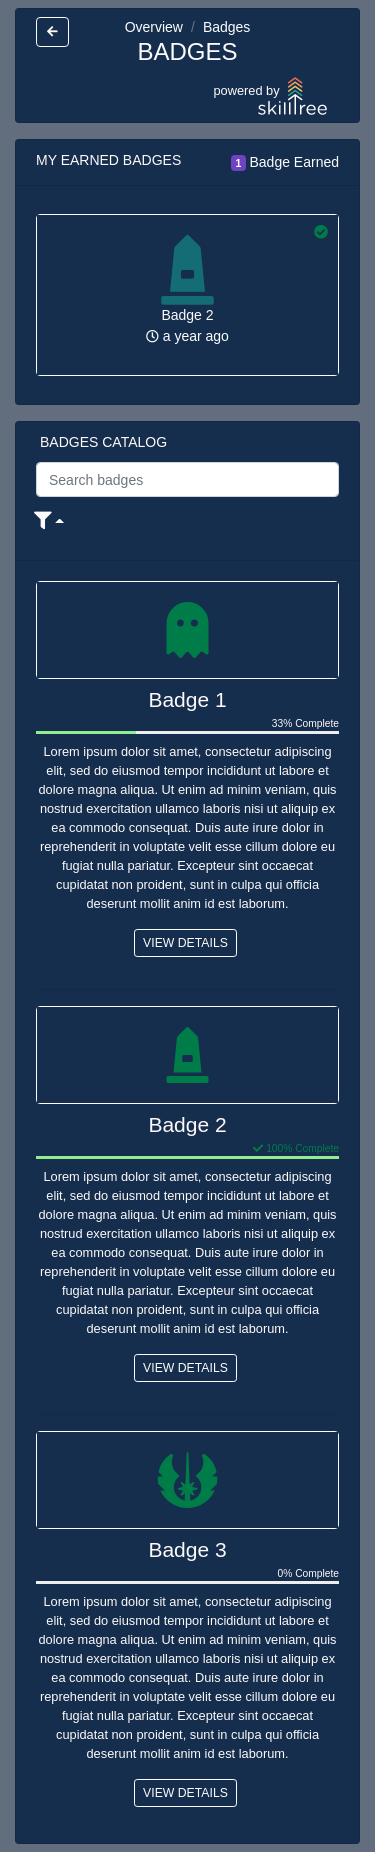 Overview / Badges
BADGES
powered by
skilltree
MY EARNED BADGES
1 Badge Earned
Badge 2
a year ago
BADGES CATALOG
Search badges
Badge 1
33% Complete
Lorem ipsum dolor sit amet, consectetur adipiscing
elit, sed do eiusmod tempor incididunt ut labore et
dolore magna aliqua. Ut enim ad minim veniam, quis
nostrud exercitation ullamco laboris nisi ut aliquip ex
ea commodo consequat. Duis aute irure dolor in
reprehenderit in voluptate velit esse cillum dolore eu
fugiat nulla pariatur. Excepteur sint occaecat
cupidatat non proident, sunt in culpa qui officia
deserunt mollit anim id est laborum.
VIEW DETAILS
Badge 2
100% Complete
Lorem ipsum dolor sit amet, consectetur adipiscing
elit, sed do eiusmod tempor incididunt ut labore et
dolore magna aliqua. Ut enim ad minim veniam, quis
nostrud exercitation ullamco laboris nisi ut aliquip ex
ea commodo consequat. Duis aute irure dolor in
reprehenderit in voluptate velit esse cillum dolore eu
fugiat nulla pariatur. Excepteur sint occaecat
cupidatat non proident, sunt in culpa qui officia
deserunt mollit anim id est laborum.
VIEW DETAILS
Badge 3
0% Complete
Lorem ipsum dolor sit amet, consectetur adipiscing
elit, sed do eiusmod tempor incididunt ut labore et
dolore magna aliqua. Ut enim ad minim veniam, quis
nostrud exercitation ullamco laboris nisi ut aliquip ex
ea commodo consequat. Duis aute irure dolor in
reprehenderit in voluptate velit esse cillum dolore eu
fugiat nulla pariatur. Excepteur sint occaecat
cupidatat non proident, sunt in culpa qui officia
deserunt mollit anim id est laborum.
VIEW DETAILS